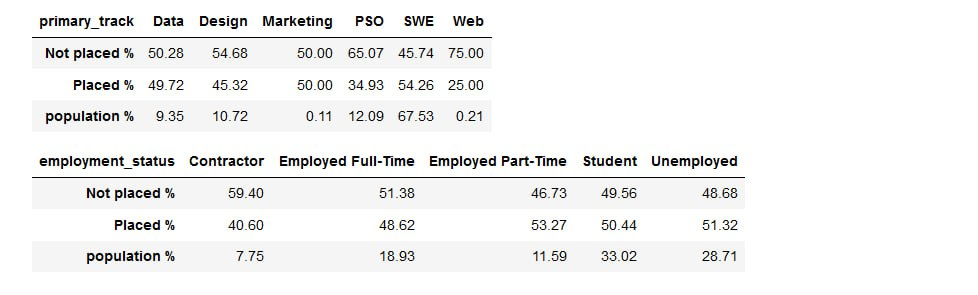 primary_track Data Design Marketing PSO SWE Web
Not placed % 50.28 54.68 50.00 65.07 45.74 75.00
Placed % 49.72 45.32 50.00 34.93 54.26 25.00
population % 9.35 10.72 0.11 12.09 67.53 0.21
employment_status Contractor Employed Full-Time Employed Part-Time Student Unemployed
Not placed % 59.40 51.38 46.73 49.56 48.68
Placed % 40.60 48.62 53.27 50.44 51.32
population % 7.75 18.93 11.59 33.02 28.71